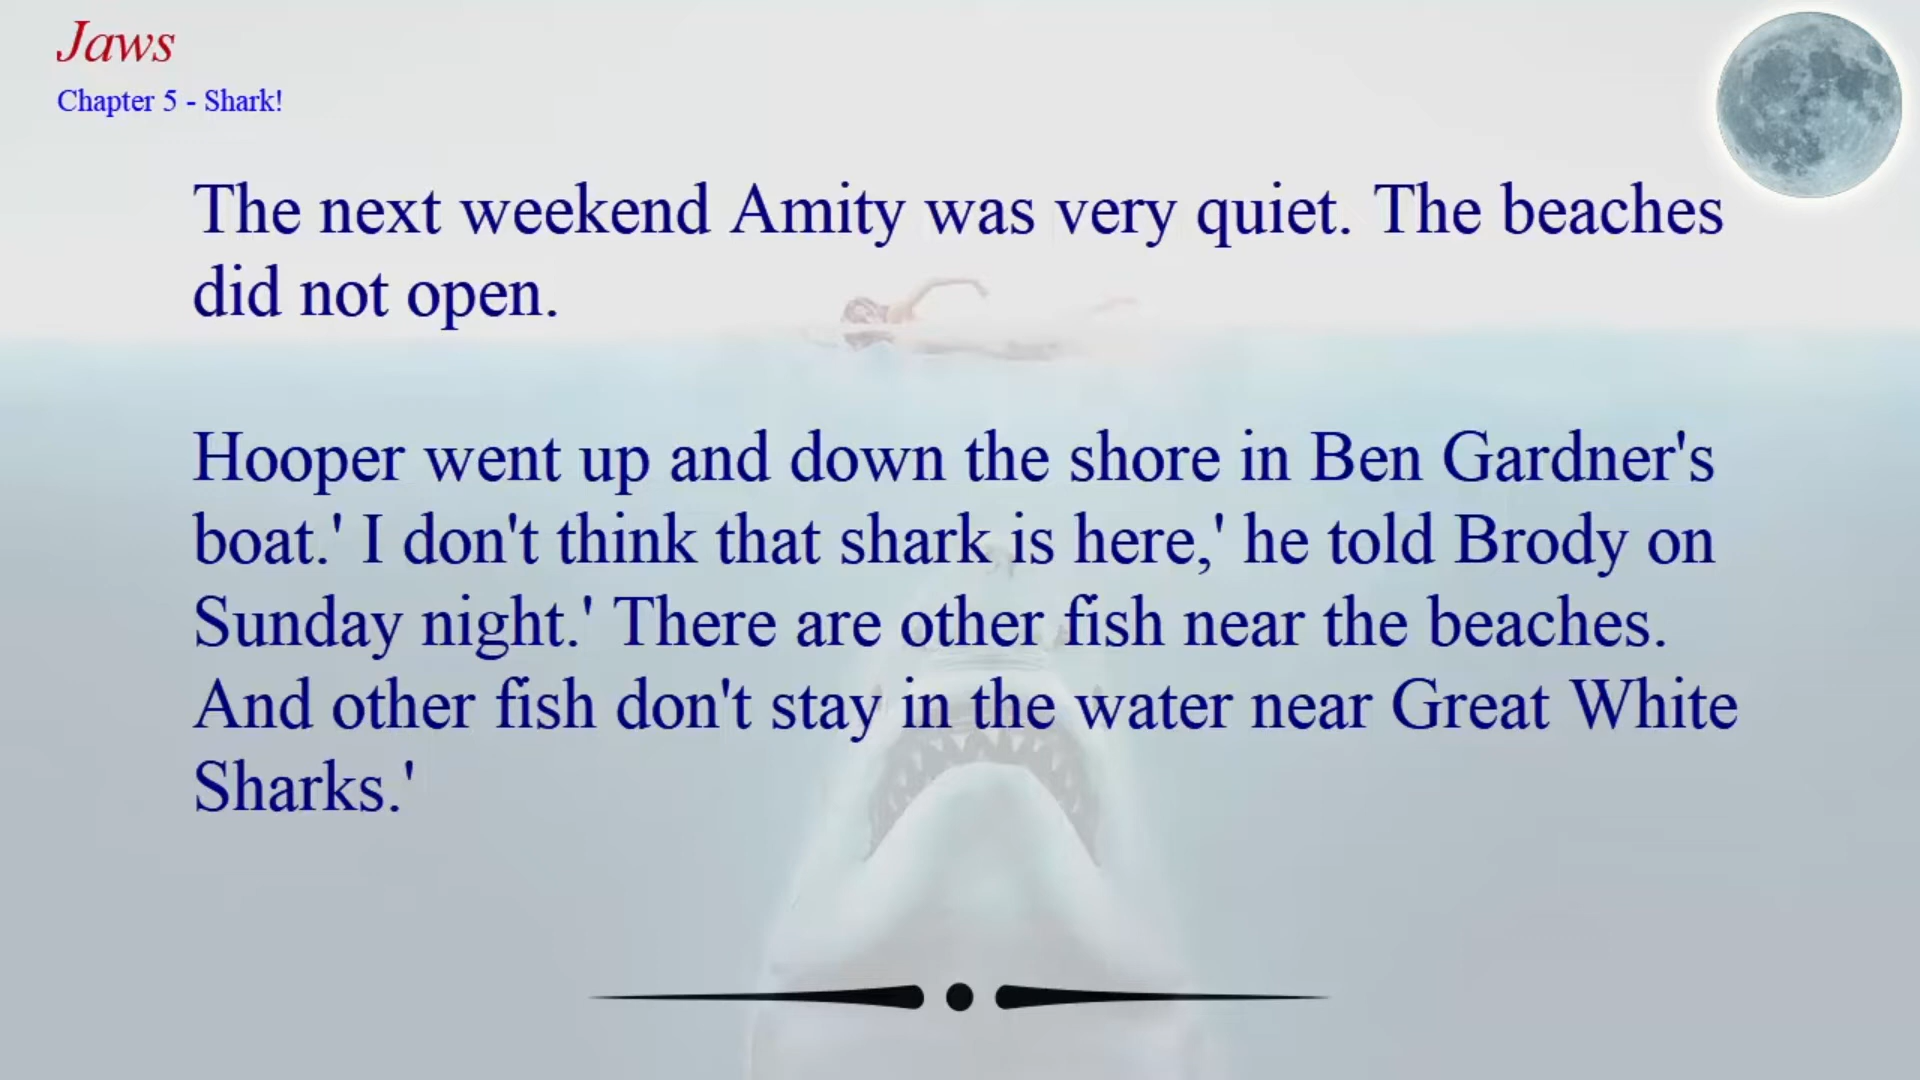 Jaws
Chapter 5 - Shark!
The next weekend Amity was very quiet. The beaches
did not open.
Hooper went up and down the shore in Ben Gardner's
boat.' I don't think that shark is here,' he told Brody on
Sunday night.' There are other fish near the beaches.
And other fish don't stay in the water near Great White
Sharks.'